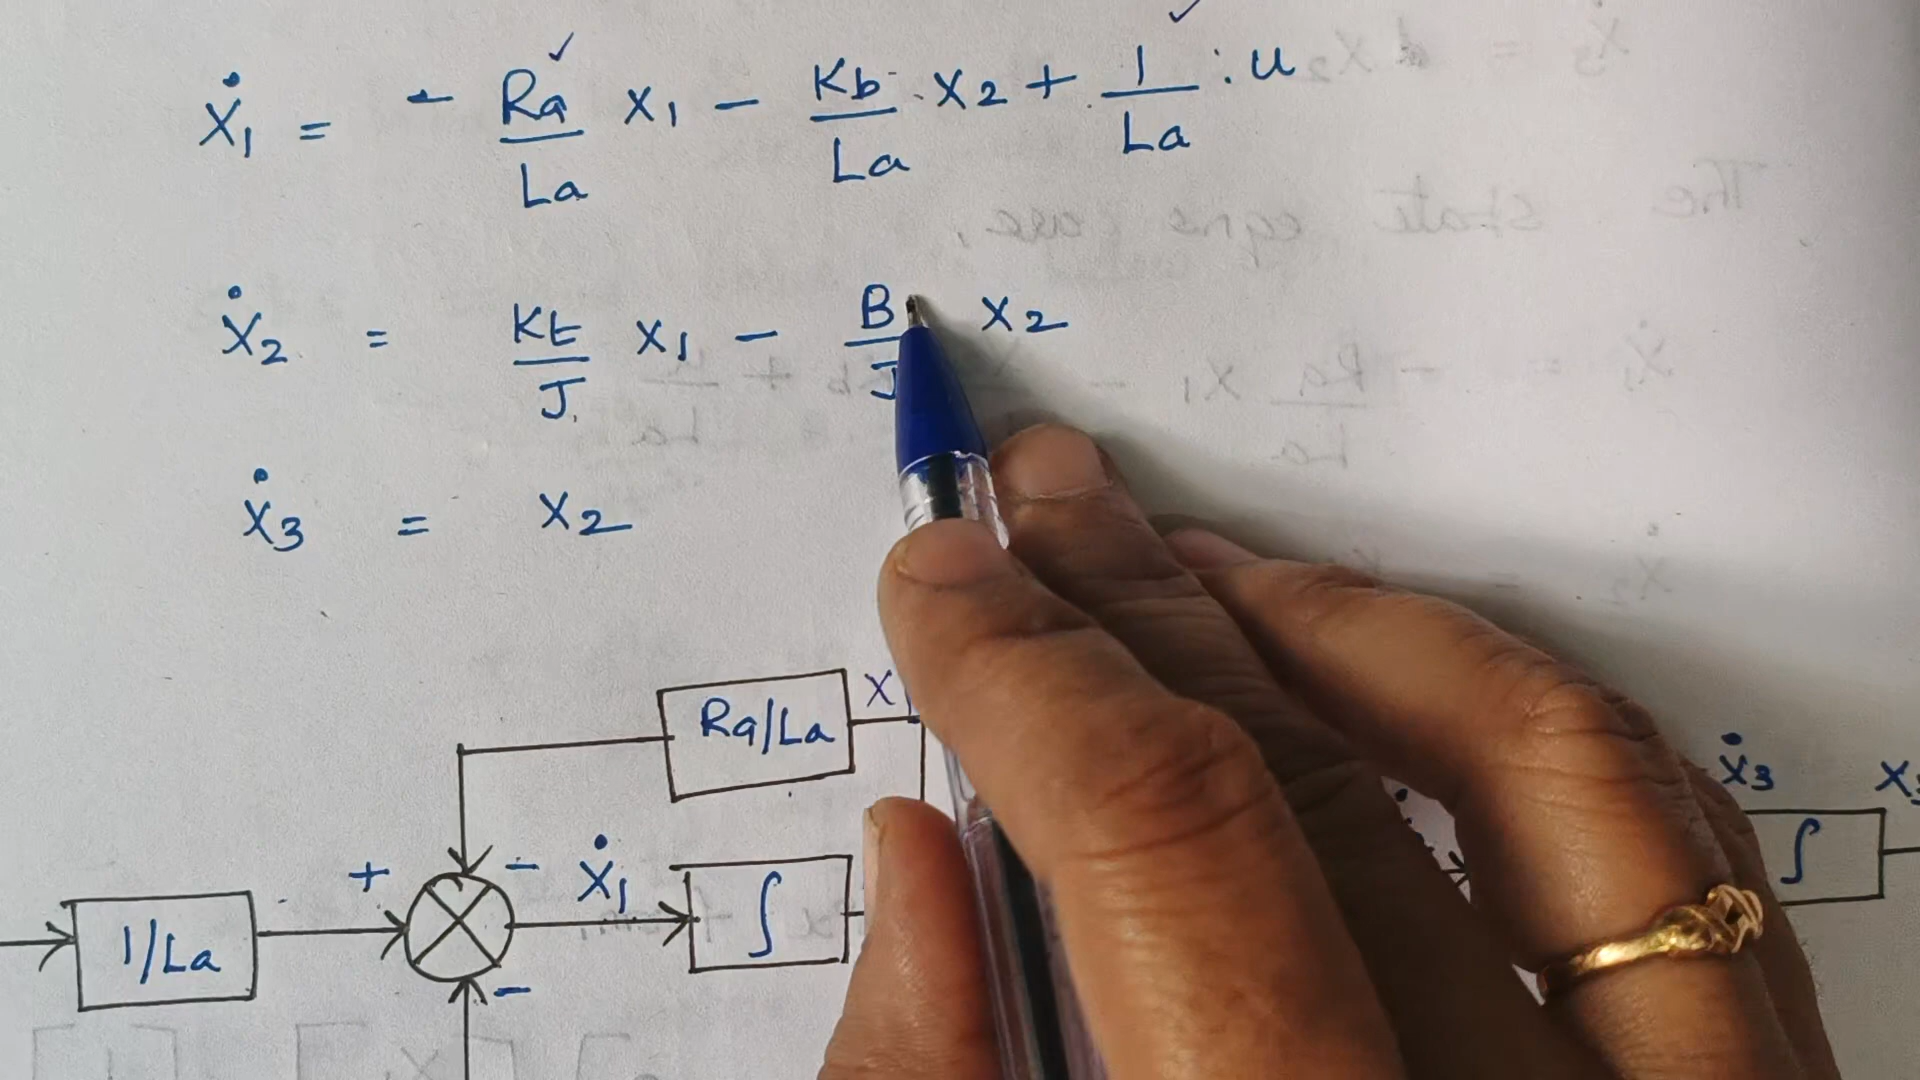 Ẋ1 = - Ra/La X1 - Kb/La . X2 + 1/La . u
Ẋ2 = Kt/J X1 - B/J X2
Ẋ3 = X2
Ra/La X1
Ẋ3 X3
+ - Ẋ1 ∫ ∫
1/La
-